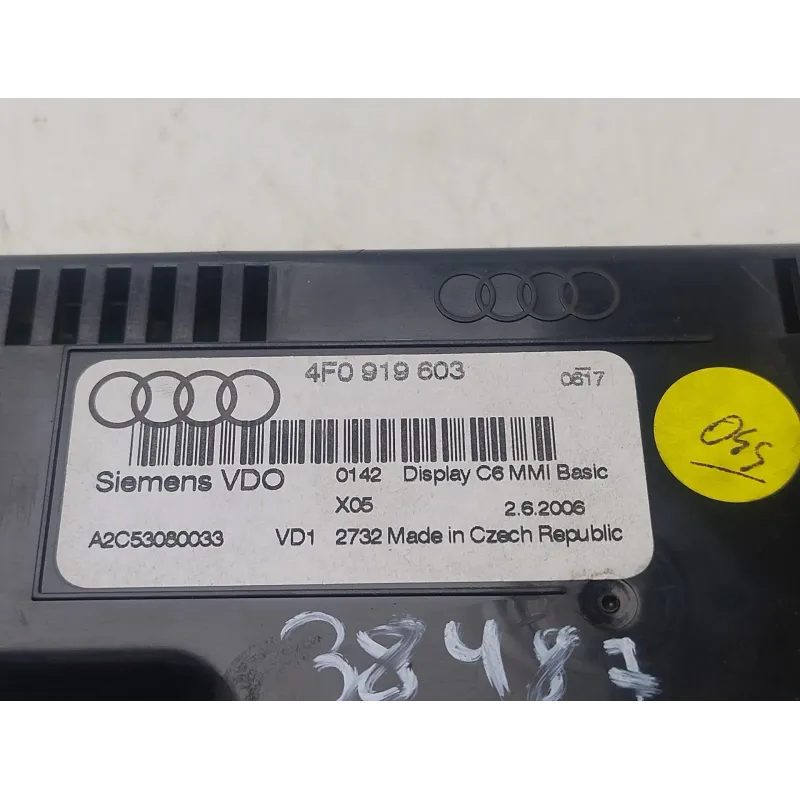 4F0 919 603
0617
Siemens VDO
0142 Display C6 MMI Basic
X05 2.6.2006
A2C53080033 VD1 2732 Made in Czech Republic
38487